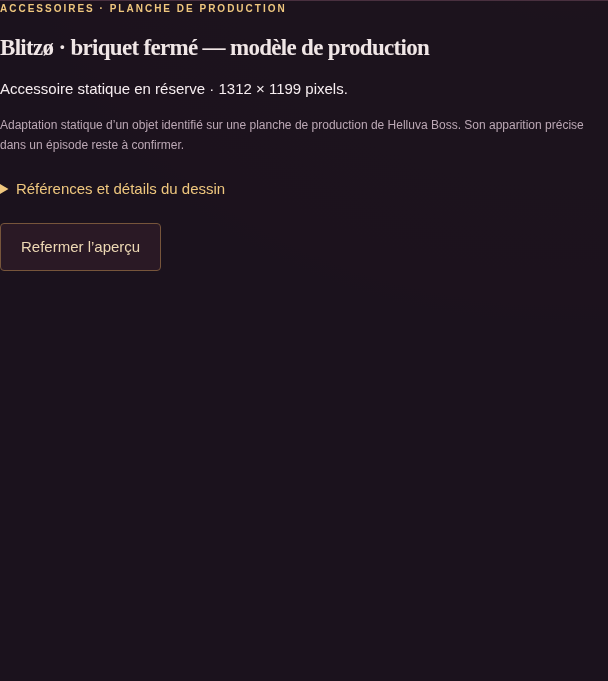 ACCESSOIRES · PLANCHE DE PRODUCTION
Blitzø · briquet fermé — modèle de production
Accessoire statique en réserve · 1312 × 1199 pixels.
Adaptation statique d’un objet identifié sur une planche de production de Helluva Boss. Son apparition précise
dans un épisode reste à confirmer.
Références et détails du dessin
Refermer l’aperçu